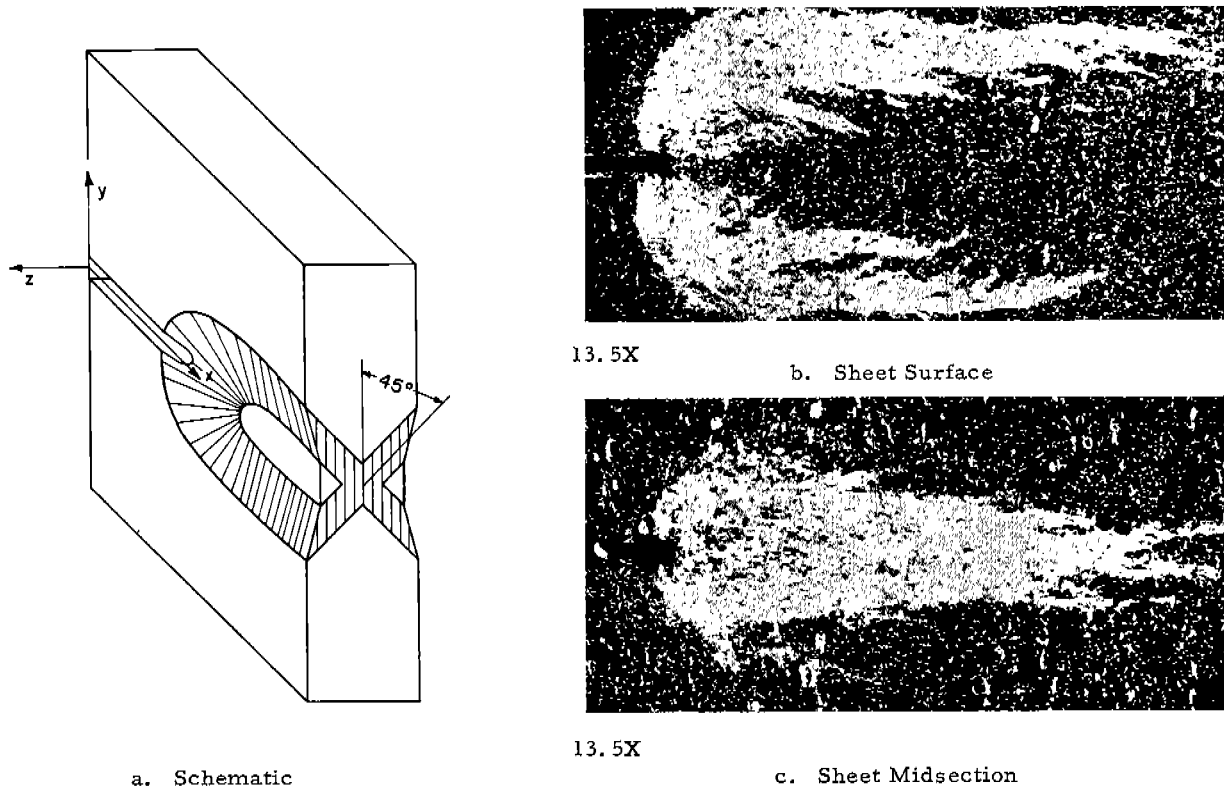 y
z
x
45°
a. Schematic
13.5X
b. Sheet Surface
13.5X
c. Sheet Midsection